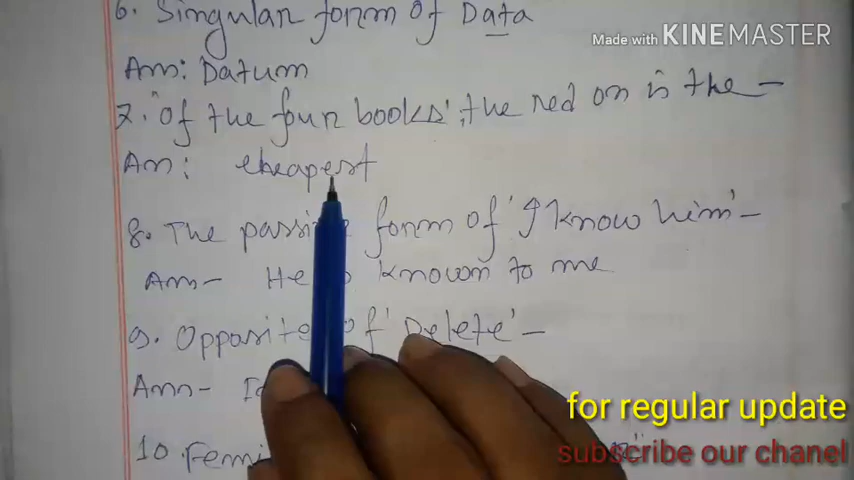 6. Singular form of Data
Made with KINEMASTER
Ans: Datum
7. "Of the four books', the red on is the –
Ans: cheapest
8. The passive form of 'I know him' –
Ans – He is known to me
9. Opposite of 'Delete' –
Ans –
for regular update
10. Femi
subscribe our chanel